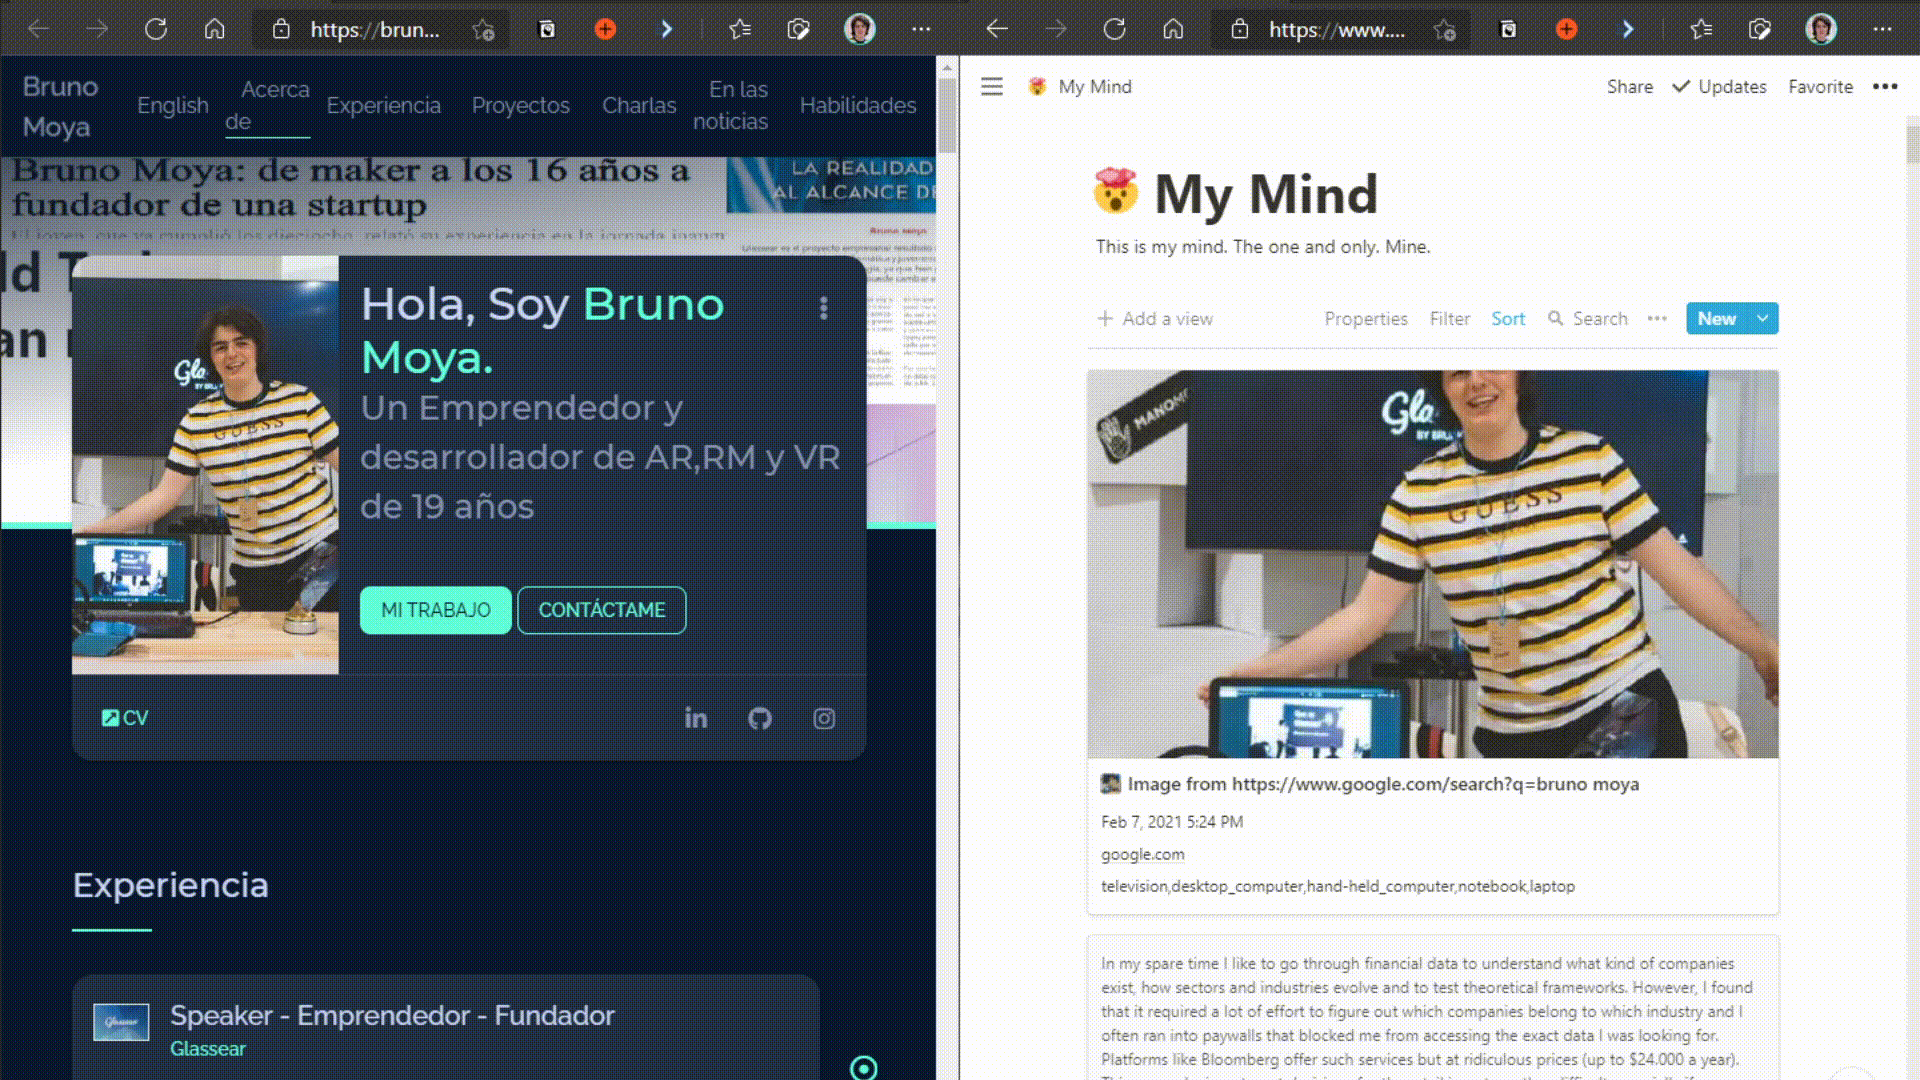 https://brun...
Bruno
Moya
English
Acerca
de
Experiencia
Proyectos
Charlas
En las
noticias
Habilidades
Bruno Moya: de maker a los 16 años a
fundador de una startup
LA REALIDAD
AL ALCANCE DE
Bruno Moya
ld
an
Gla
GUESS
Hola, Soy Bruno
Moya.
Un Emprendedor y
desarrollador de AR,RM y VR
de 19 años
MI TRABAJO
CONTÁCTAME
CV
Experiencia
Speaker - Emprendedor - Fundador
Glassear
https://www....
My Mind
Share
Updates
Favorite
My Mind
This is my mind. The one and only. Mine.
Add a view
Properties
Filter
Sort
Search
New
MANOMO
Gla
GUESS
Image from https://www.google.com/search?q=bruno moya
Feb 7, 2021 5:24 PM
google.com
television,desktop_computer,hand-held_computer,notebook,laptop
In my spare time I like to go through financial data to understand what kind of companies
exist, how sectors and industries evolve and to test theoretical frameworks. However, I found
that it required a lot of effort to figure out which companies belong to which industry and I
often ran into paywalls that blocked me from accessing the exact data I was looking for.
Platforms like Bloomberg offer such services but at ridiculous prices (up to $24.000 a year).